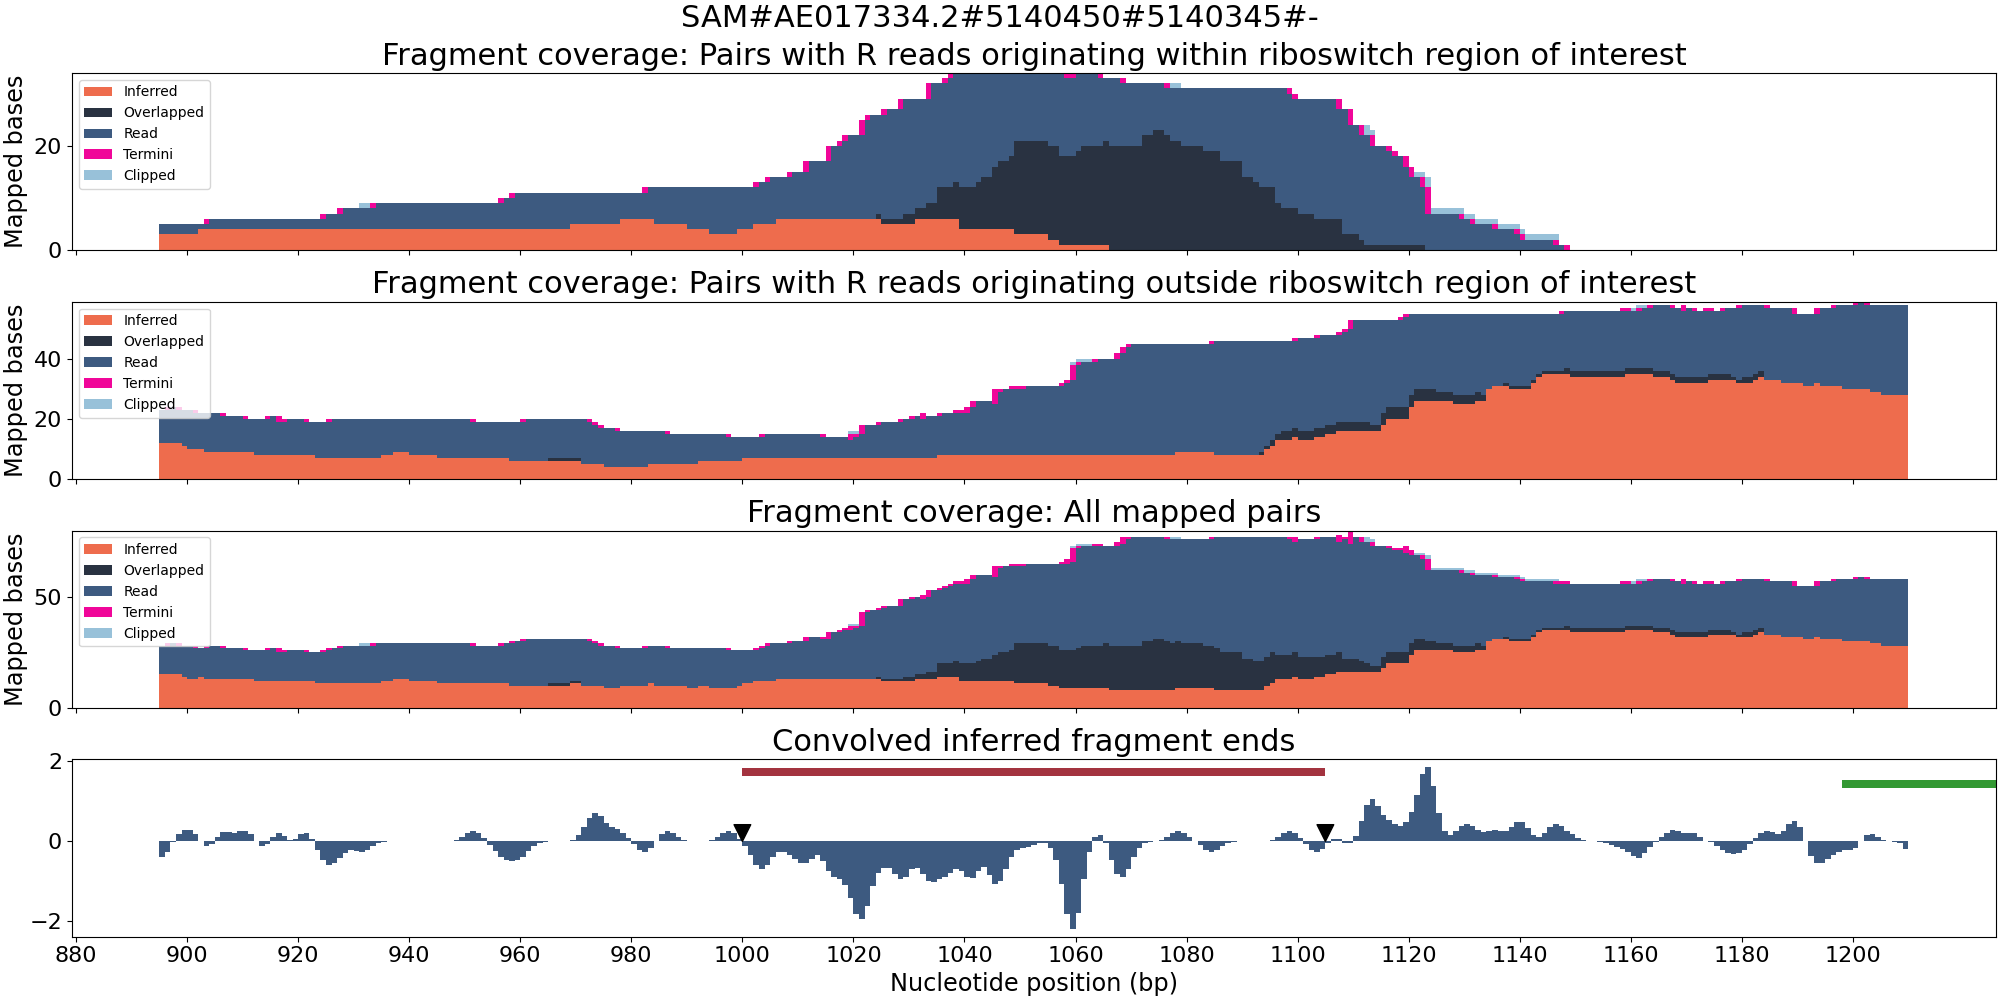 SAM#AE017334.2#5140450#5140345#-
Fragment coverage: Pairs with R reads originating within riboswitch region of interest
Mapped bases
20
0
Inferred
Overlapped
Read
Termini
Clipped
Fragment coverage: Pairs with R reads originating outside riboswitch region of interest
Mapped bases
40
20
0
Inferred
Overlapped
Read
Termini
Clipped
Fragment coverage: All mapped pairs
Mapped bases
50
0
Inferred
Overlapped
Read
Termini
Clipped
Convolved inferred fragment ends
2
0
−2
880 900 920 940 960 980 1000 1020 1040 1060 1080 1100 1120 1140 1160 1180 1200
Nucleotide position (bp)